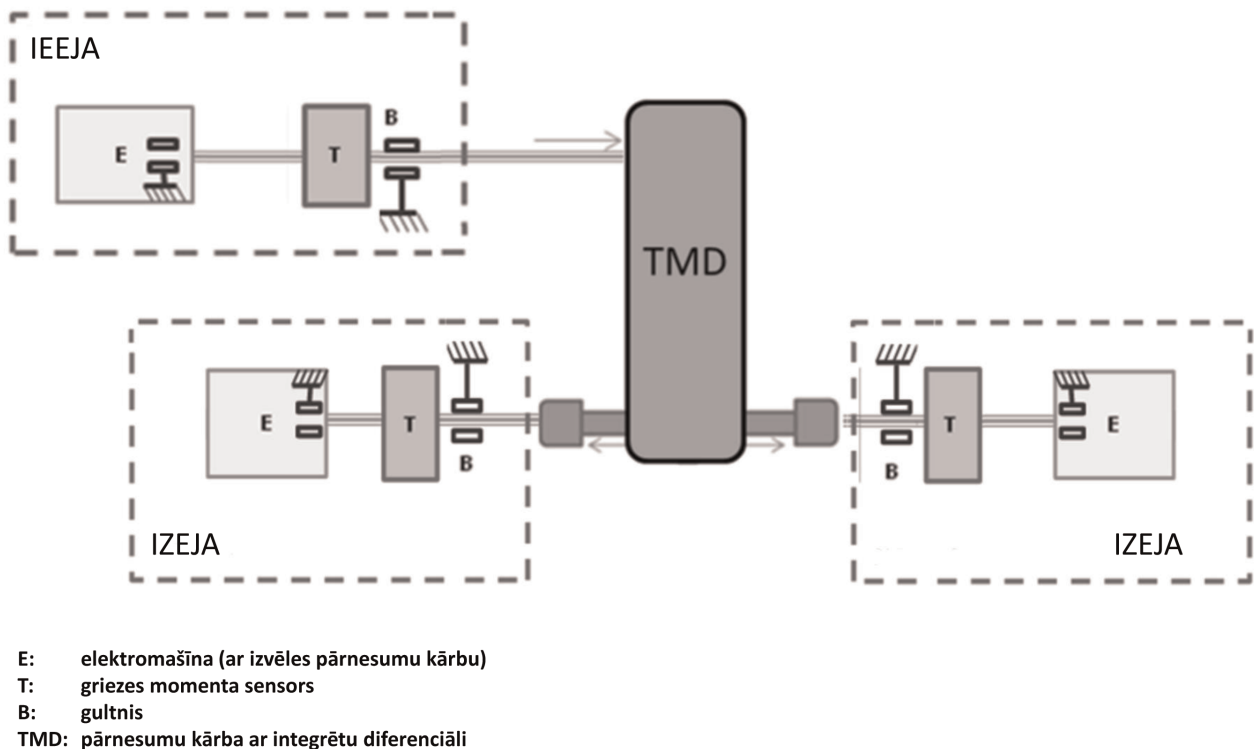 IEEJA
E
T
B
TMD
E
T
B
IZEJA
B
T
E
IZEJA
E: elektromašīna (ar izvēles pārnesumu kārbu)
T: griezes momenta sensors
B: gultnis
TMD: pārnesumu kārba ar integrētu diferenciāli